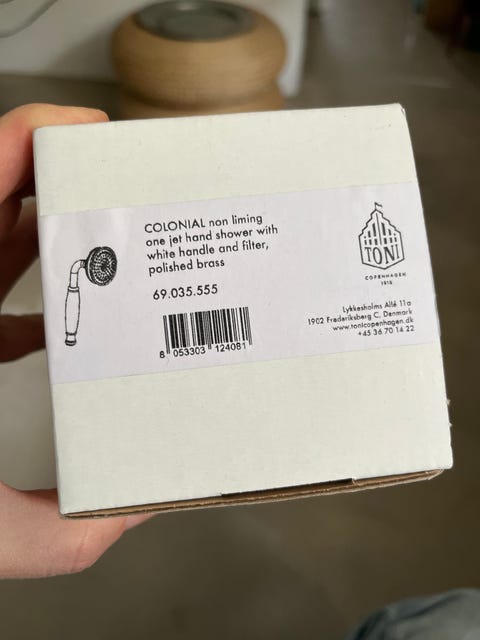 COLONIAL non liming
one jet hand shower with
white handle and filter,
polished brass
69.035.555
8 053303 124081
TONI
COPENHAGEN
1918
Lykkesholms Allé 11a
1902 Frederiksberg C, Denmark
www.tonicopenhagen.dk
+45 36 70 14 22